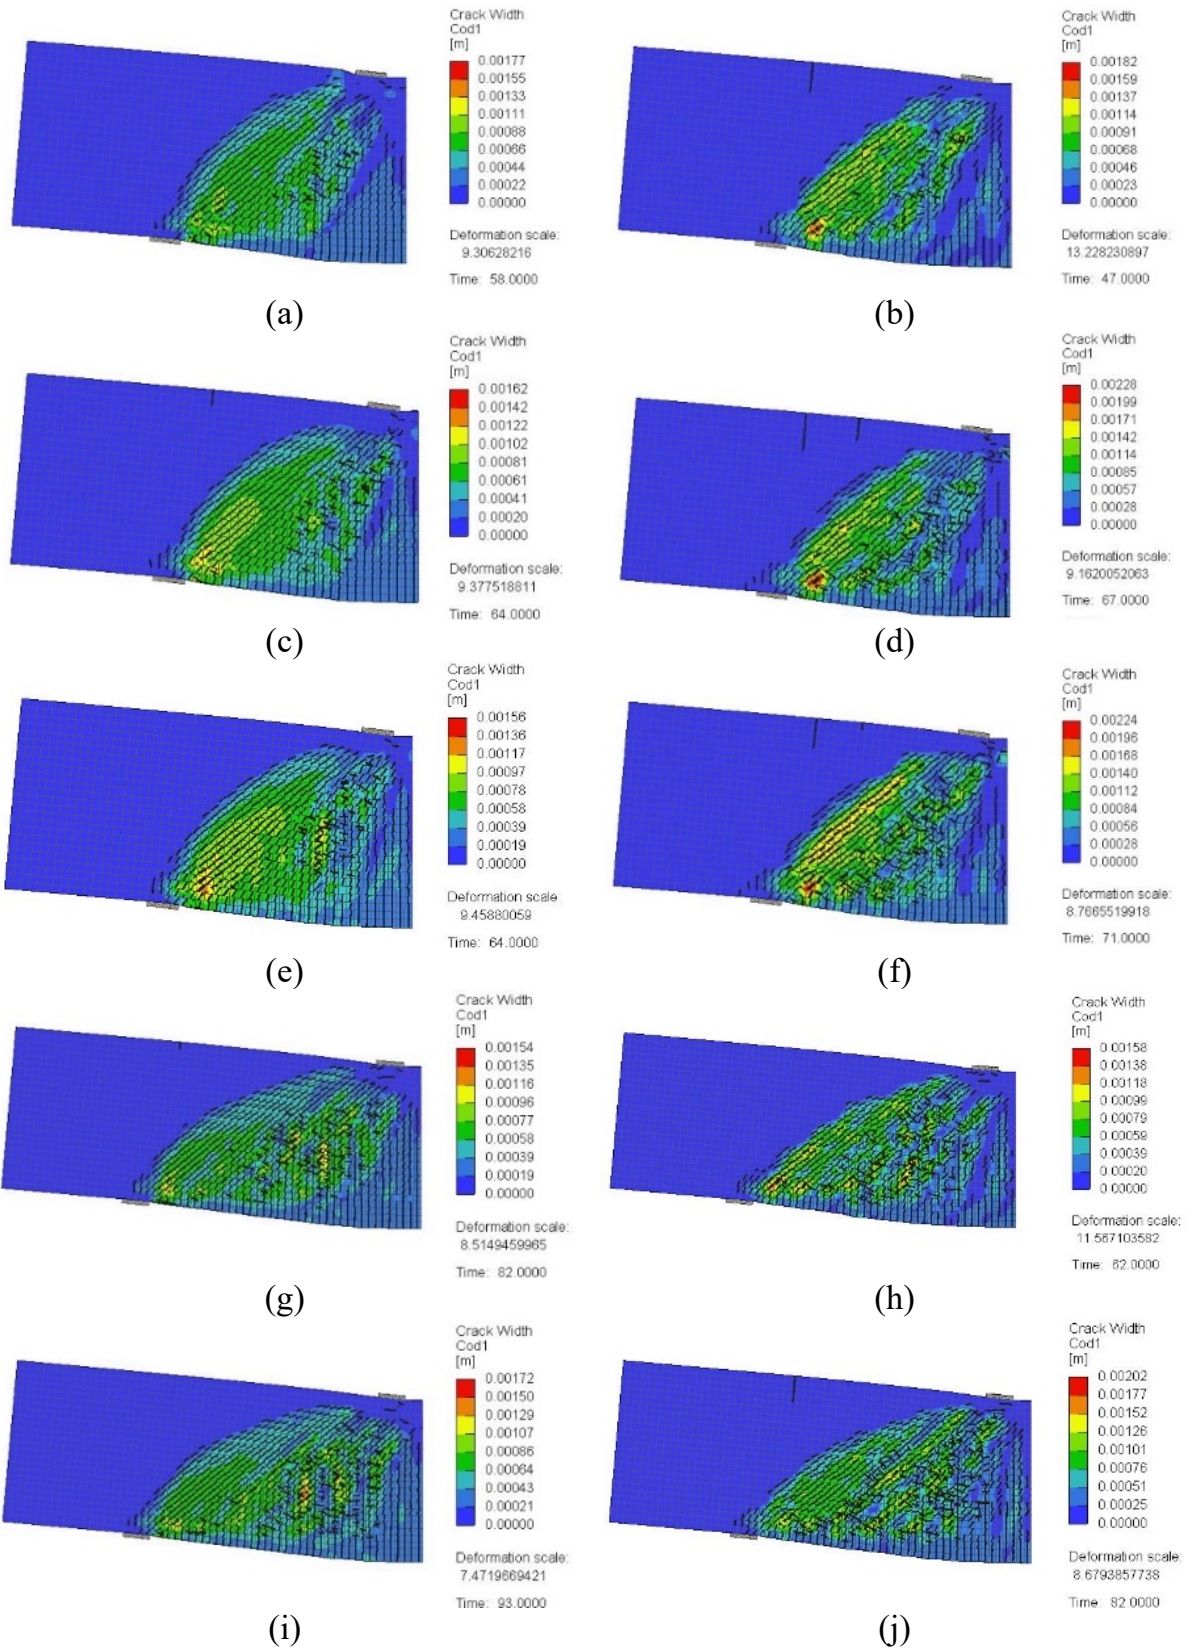 Crack Width
Cod1
[m]
0.00177
0.00155
0.00133
0.00111
0.00088
0.00066
0.00044
0.00022
0.00000
Deformation scale:
9.30628216
Time: 58.0000
(a)
Crack Width
Cod1
[m]
0.00182
0.00159
0.00137
0.00114
0.00091
0.00068
0.00046
0.00023
0.00000
Deformation scale:
13.228230897
Time: 47.0000
(b)
Crack Width
Cod1
[m]
0.00162
0.00142
0.00122
0.00102
0.00081
0.00061
0.00041
0.00020
0.00000
Deformation scale:
9.377518811
Time: 64.0000
(c)
Crack Width
Cod1
[m]
0.00228
0.00199
0.00171
0.00142
0.00114
0.00085
0.00057
0.00028
0.00000
Deformation scale:
9.1620052063
Time: 67.0000
(d)
Crack Width
Cod1
[m]
0.00156
0.00136
0.00117
0.00097
0.00078
0.00058
0.00039
0.00019
0.00000
Deformation scale:
9.45880059
Time: 64.0000
(e)
Crack Width
Cod1
[m]
0.00224
0.00196
0.00168
0.00140
0.00112
0.00084
0.00056
0.00028
0.00000
Deformation scale:
8.7665519918
Time: 71.0000
(f)
Crack Width
Cod1
[m]
0.00154
0.00135
0.00116
0.00096
0.00077
0.00058
0.00039
0.00019
0.00000
Deformation scale:
8.5149459965
Time: 82.0000
(g)
Crack Width
Cod1
[m]
0.00158
0.00138
0.00118
0.00099
0.00079
0.00059
0.00039
0.00020
0.00000
Deformation scale:
11.567103582
Time: 62.0000
(h)
Crack Width
Cod1
[m]
0.00172
0.00150
0.00129
0.00107
0.00086
0.00064
0.00043
0.00021
0.00000
Deformation scale:
7.4719669421
Time: 93.0000
(i)
Crack Width
Cod1
[m]
0.00202
0.00177
0.00152
0.00126
0.00101
0.00076
0.00051
0.00025
0.00000
Deformation scale:
8.6793857738
Time: 82.0000
(j)